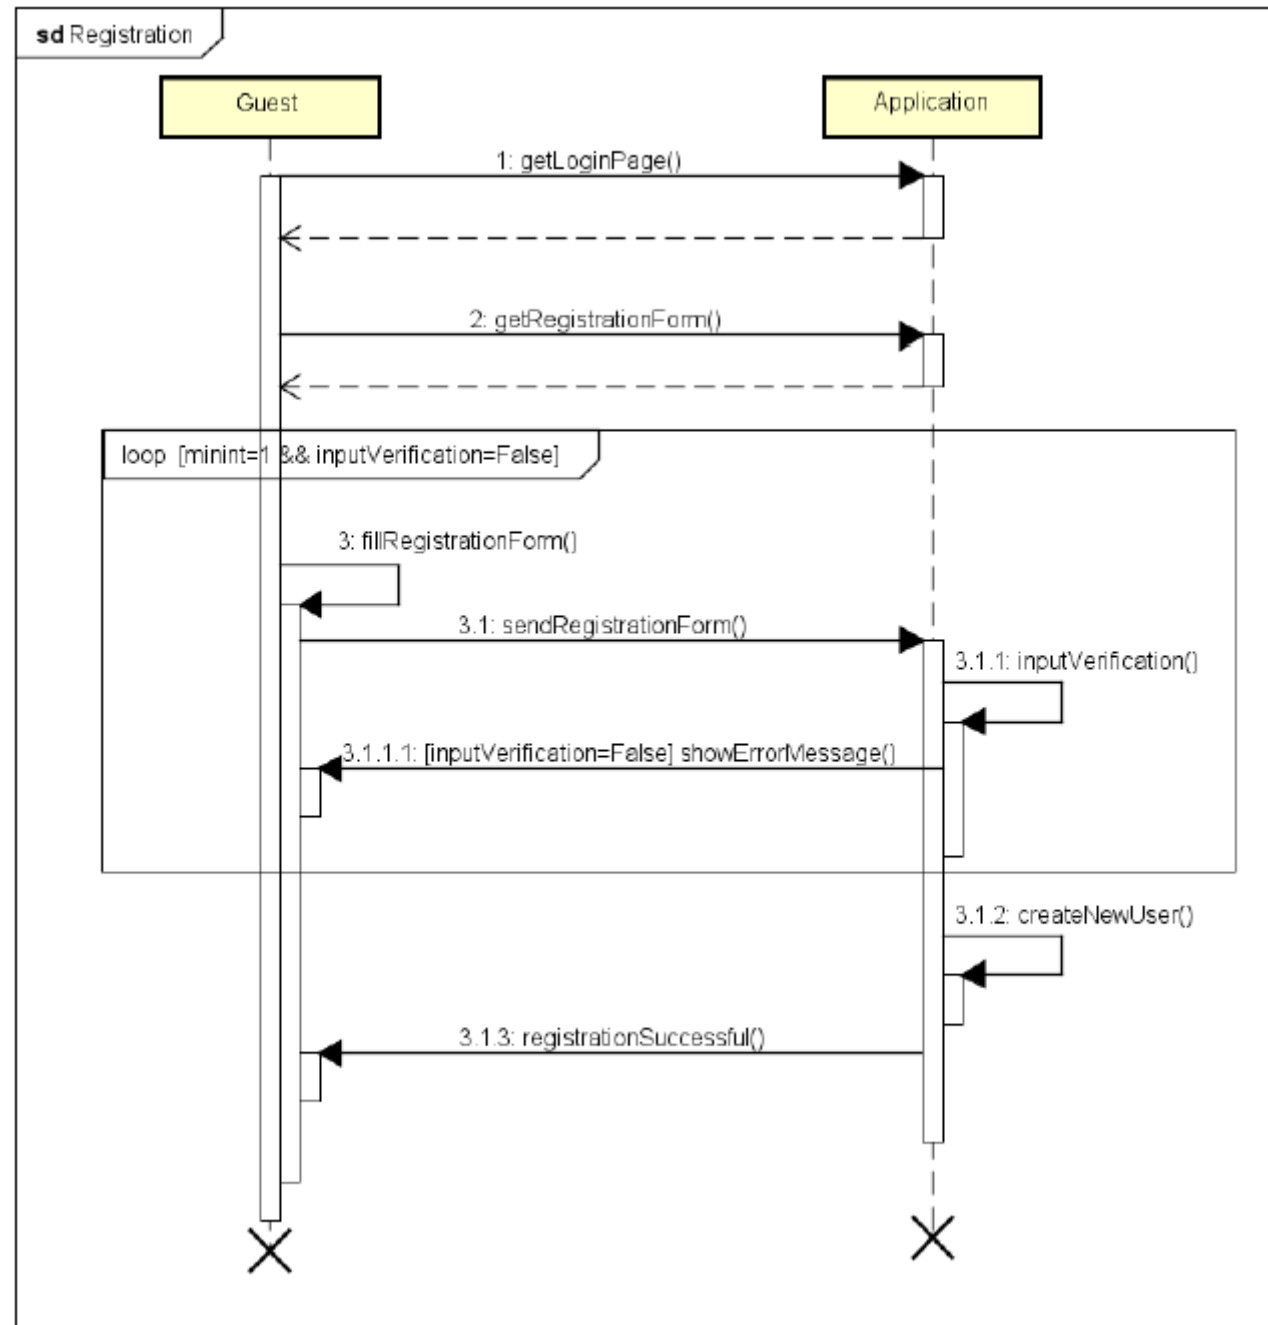 sd Registration
Guest
Application
1: getLoginPage()
2: getRegistrationForm()
loop [minint=1 && inputVerification=False]
3: fillRegistrationForm()
3.1: sendRegistrationForm()
3.1.1: inputVerification()
3.1.1.1: [inputVerification=False] showErrorMessage()
3.1.2: createNewUser()
3.1.3: registrationSuccessful()